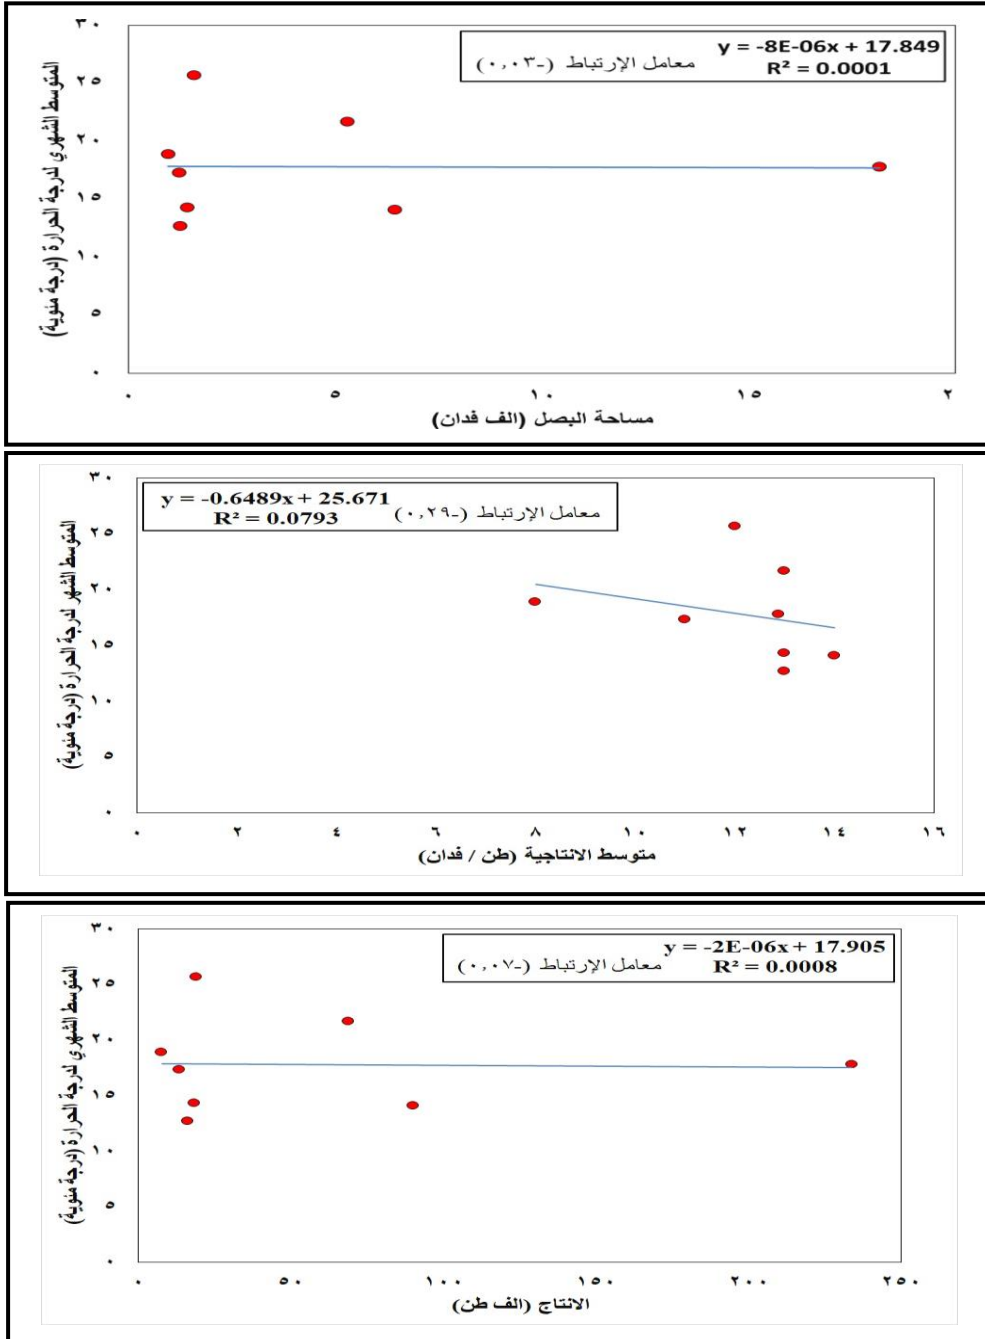 المتوسط الشهري لدرجة الحرارة (درجة مئوية)
٣٠
٢٥
٢٠
١٥
١٠
٥
٠
y = -8E-06x + 17.849
معامل الإرتباط (-٠,٠٣) R² = 0.0001
٠ ٥ ١٠ ١٥ ٢
مساحة البصل (الف فدان)
المتوسط الشهر لدرجة الحرارة (درجة مئوية)
٣٠
٢٥
٢٠
١٥
١٠
٥
٠
y = -0.6489x + 25.671
R² = 0.0793 معامل الإرتباط (-٠,٢٩)
٠ ٢ ٤ ٦ ٨ ١٠ ١٢ ١٤ ١٦
متوسط الانتاجية (طن / فدان)
المتوسط الشهري لدرجة الحرارة (درجة مئوية)
٣٠
٢٥
٢٠
١٥
١٠
٥
٠
y = -2E-06x + 17.905
معامل الإرتباط (-٠,٠٧) R² = 0.0008
٠ ٥٠ ١٠٠ ١٥٠ ٢٠٠ ٢٥٠
الانتاج (الف طن)